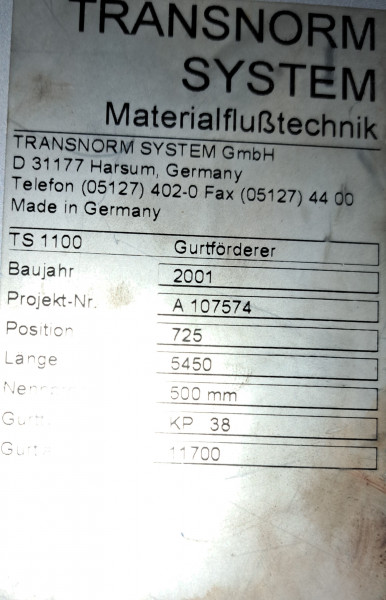 TRANSNORM
SYSTEM
Materialflußtechnik
TRANSNORM SYSTEM GmbH
D 31177 Harsum, Germany
Telefon (05127) 402-0 Fax (05127) 44 00
Made in Germany
TS 1100 Gurtförderer
Baujahr 2001
Projekt-Nr. A 107574
Position 725
Länge 5450
500 mm
KP 38
11700